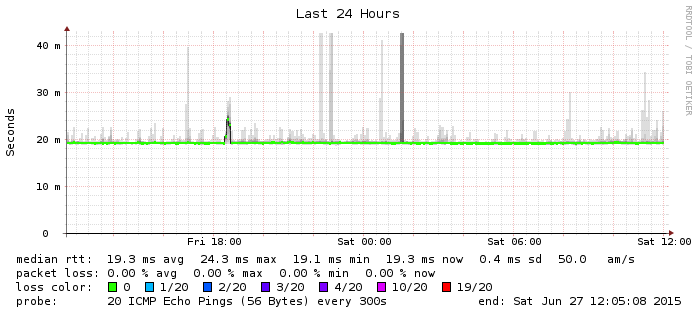 Last 24 Hours
RRDTOOL / TOBI OETIKER
Seconds
40 m
30 m
20 m
10 m
0
Fri 18:00 Sat 00:00 Sat 06:00 Sat 12:00
median rtt: 19.3 ms avg 24.3 ms max 19.1 ms min 19.3 ms now 0.4 ms sd 50.0 am/s
packet loss: 0.00 % avg 0.00 % max 0.00 % min 0.00 % now
loss color: 0 1/20 2/20 3/20 4/20 10/20 19/20
probe: 20 ICMP Echo Pings (56 Bytes) every 300s end: Sat Jun 27 12:05:08 2015